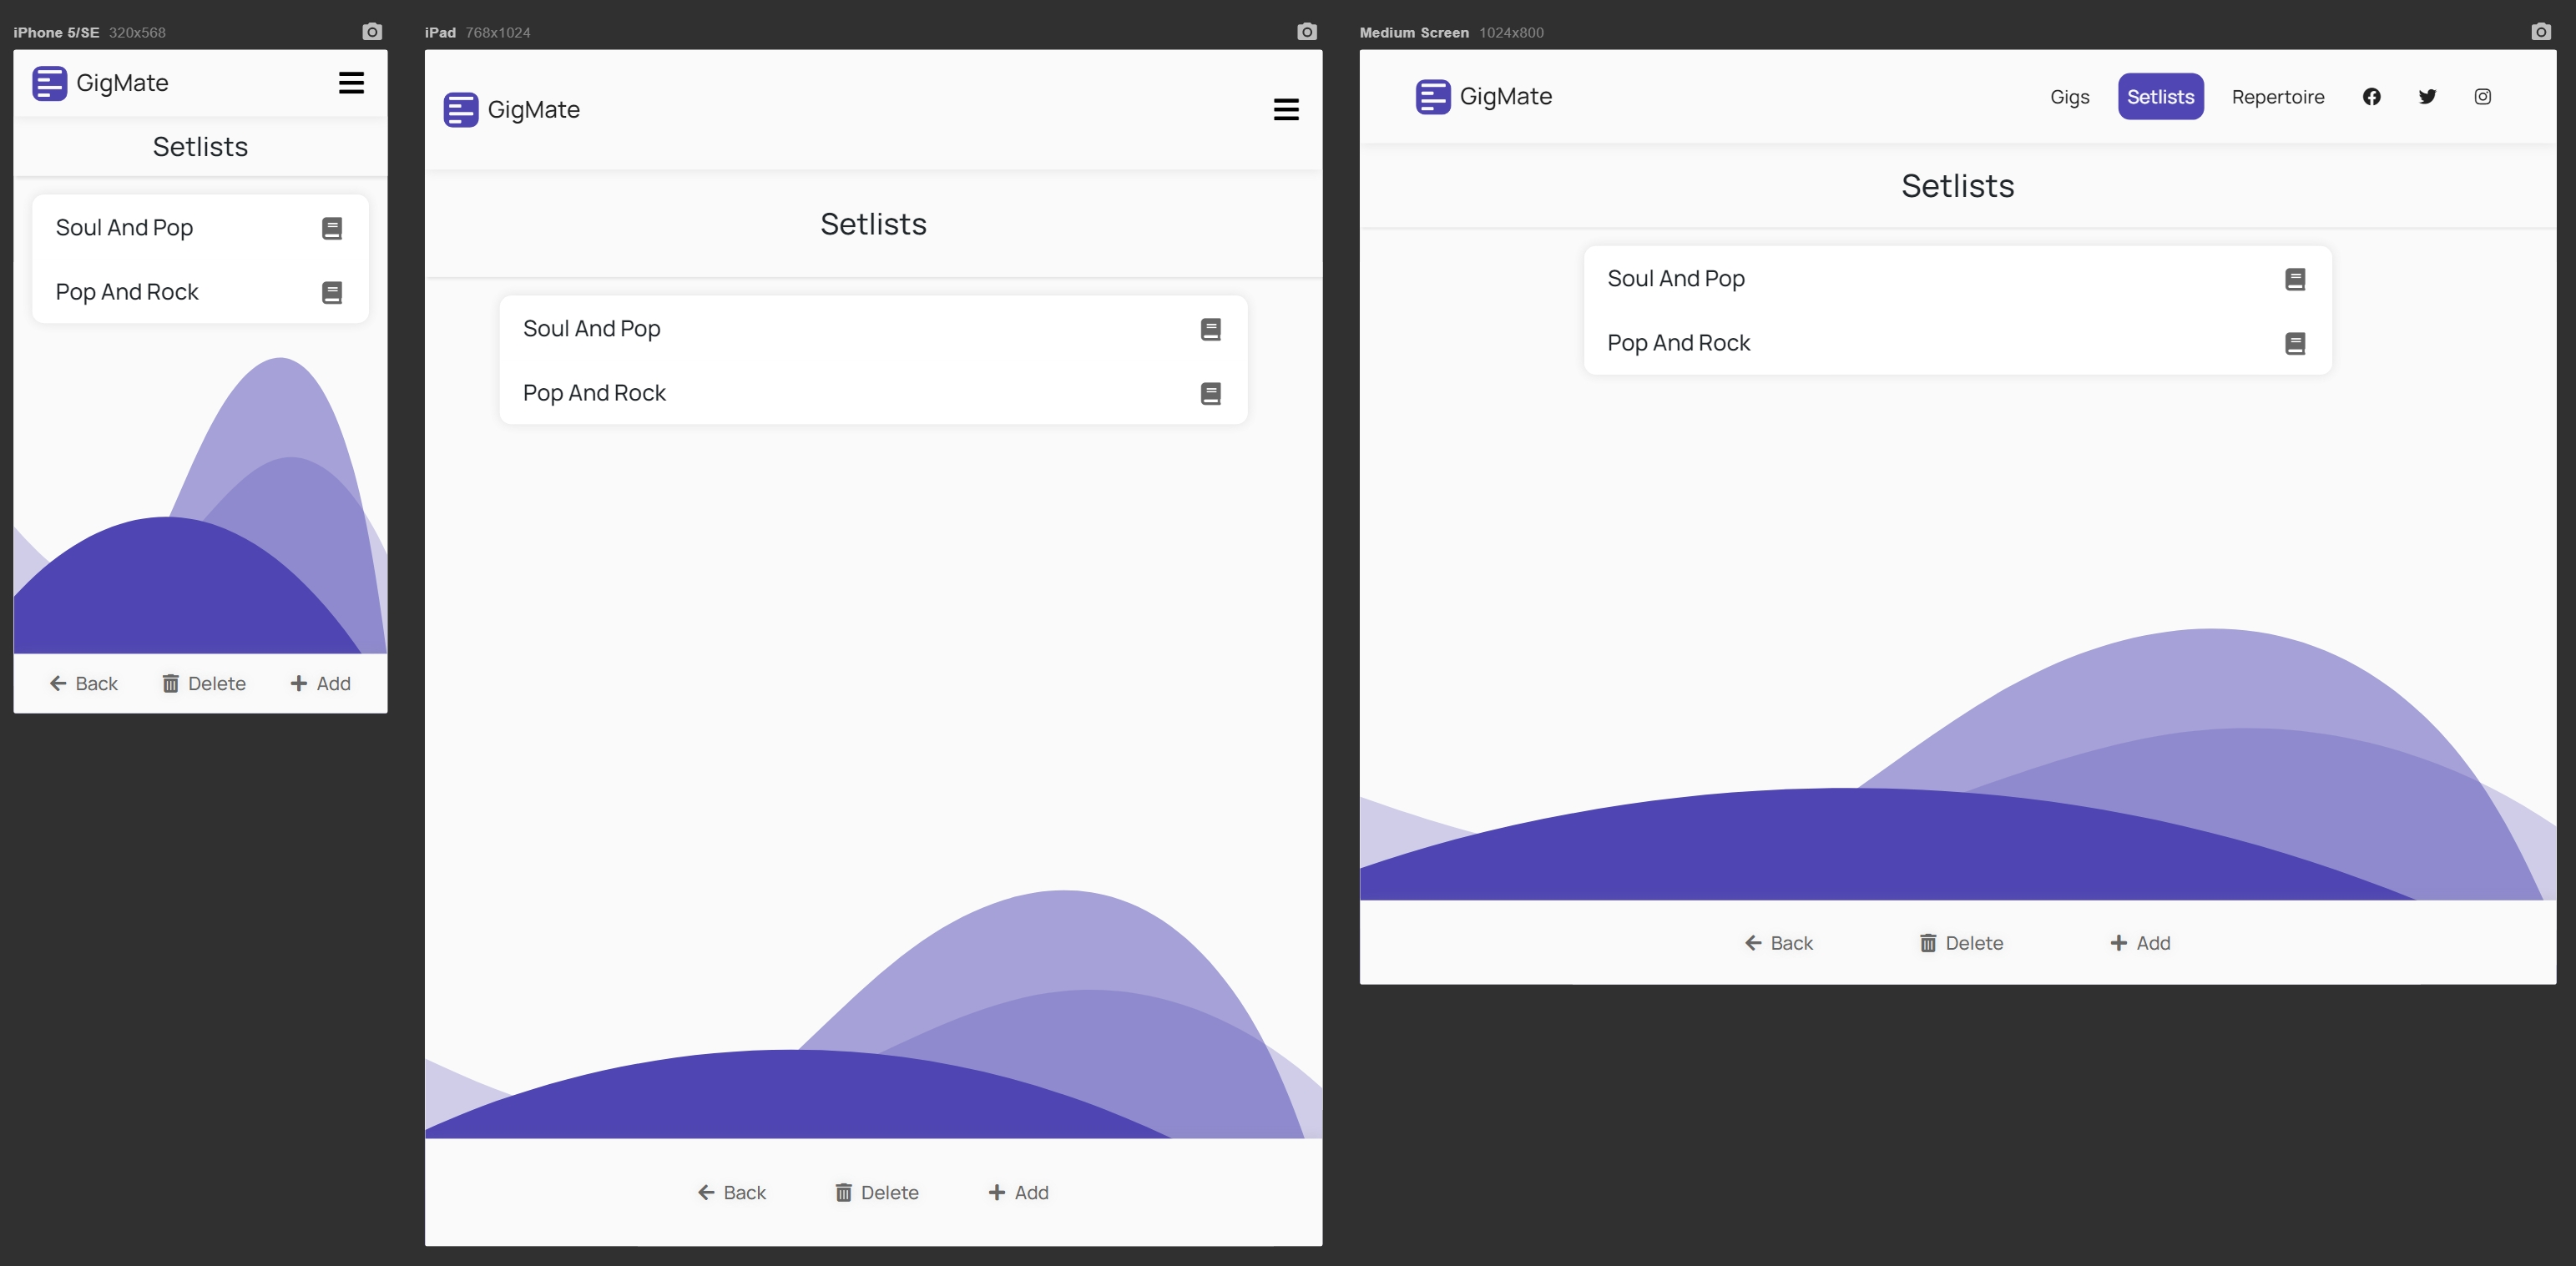 iPhone 5/SE 320x568
GigMate
Setlists
Soul And Pop
Pop And Rock
Back Delete Add
iPad 768x1024
GigMate
Setlists
Soul And Pop
Pop And Rock
Back Delete Add
Medium Screen 1024x800
GigMate Gigs Setlists Repertoire
Setlists
Soul And Pop
Pop And Rock
Back Delete Add